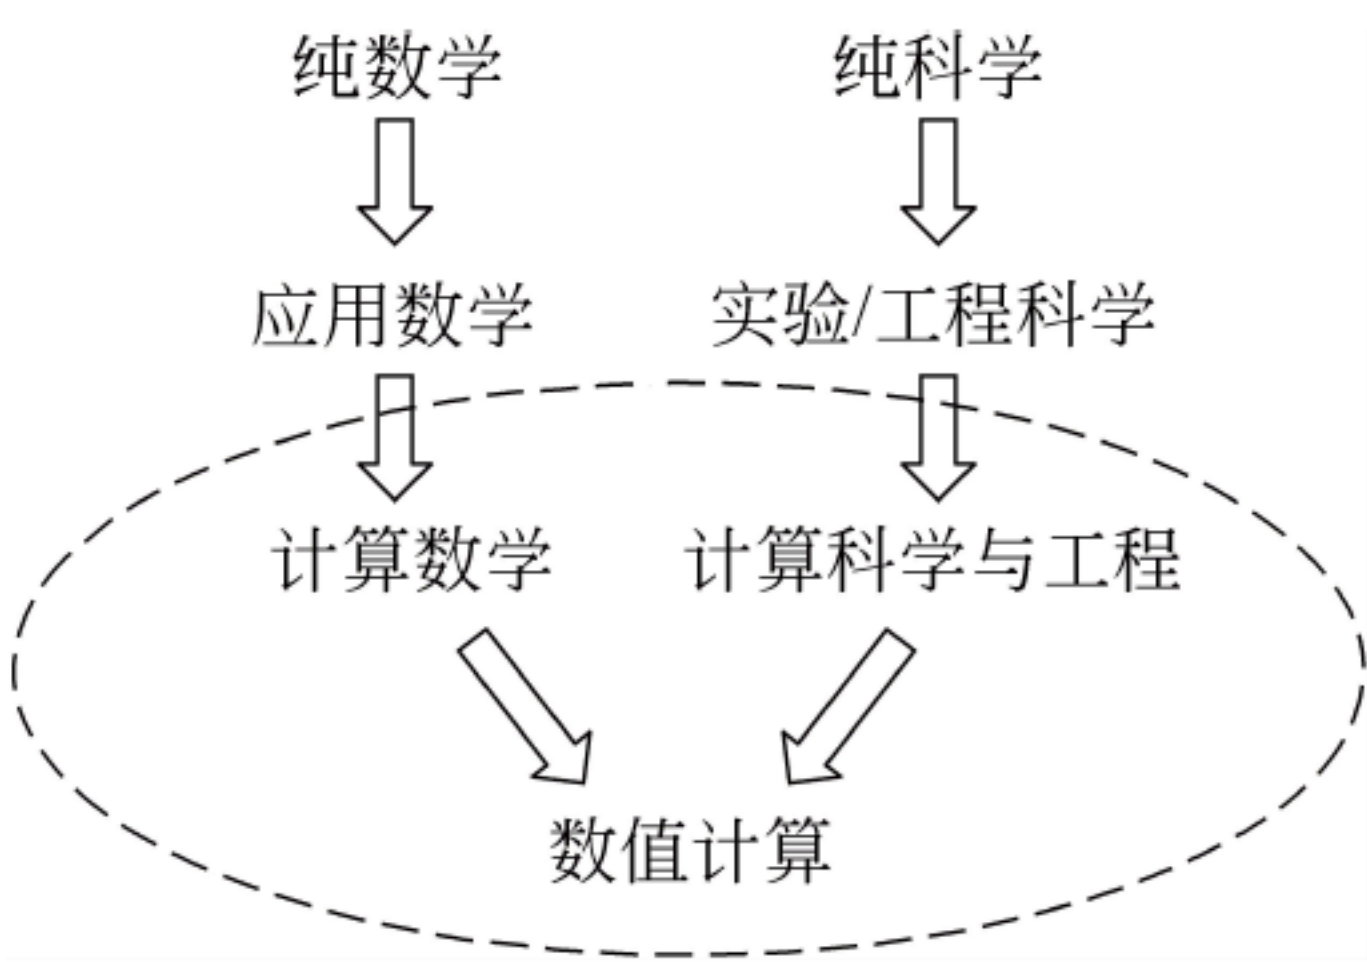 纯数学
纯科学
应用数学
实验/工程科学
计算数学
计算科学与工程
数值计算